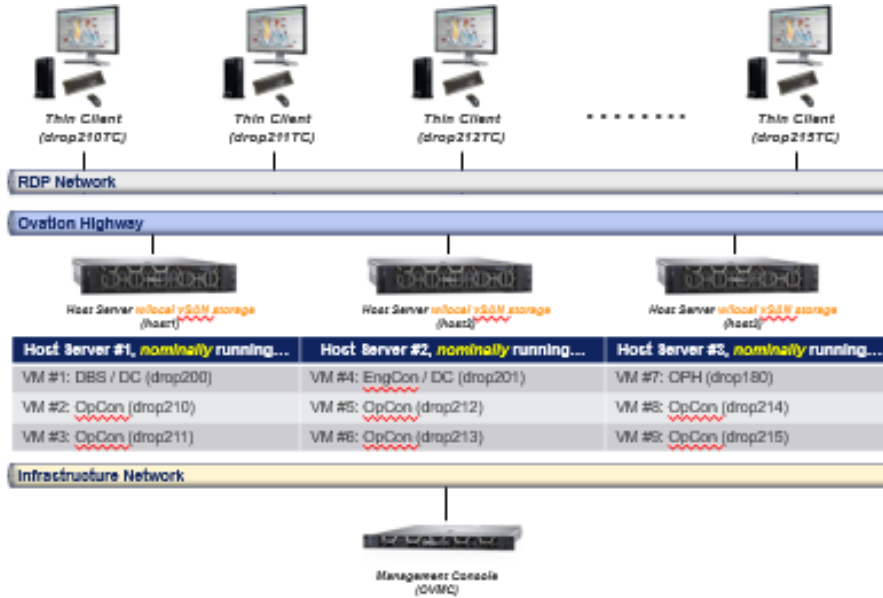 Thin Client
(drop210TC)
Thin Client
(drop211TC)
Thin Client
(drop212TC)
Thin Client
(drop215TC)
RDP Network
Ovation Highway
Host Server w/local vSAN storage
(host1)
Host Server w/local vSAN storage
(host2)
Host Server w/local vSAN storage
(host3)
Host Server #1, nominally running... Host Server #2, nominally running... Host Server #3, nominally running...
VM #1: DBS / DC (drop200) VM #4: EngCon / DC (drop201) VM #7: OPH (drop180)
VM #2: OpCon (drop210) VM #5: OpCon (drop212) VM #8: OpCon (drop214)
VM #3: OpCon (drop211) VM #6: OpCon (drop213) VM #9: OpCon (drop215)
Infrastructure Network
Management Console
(OVMC)